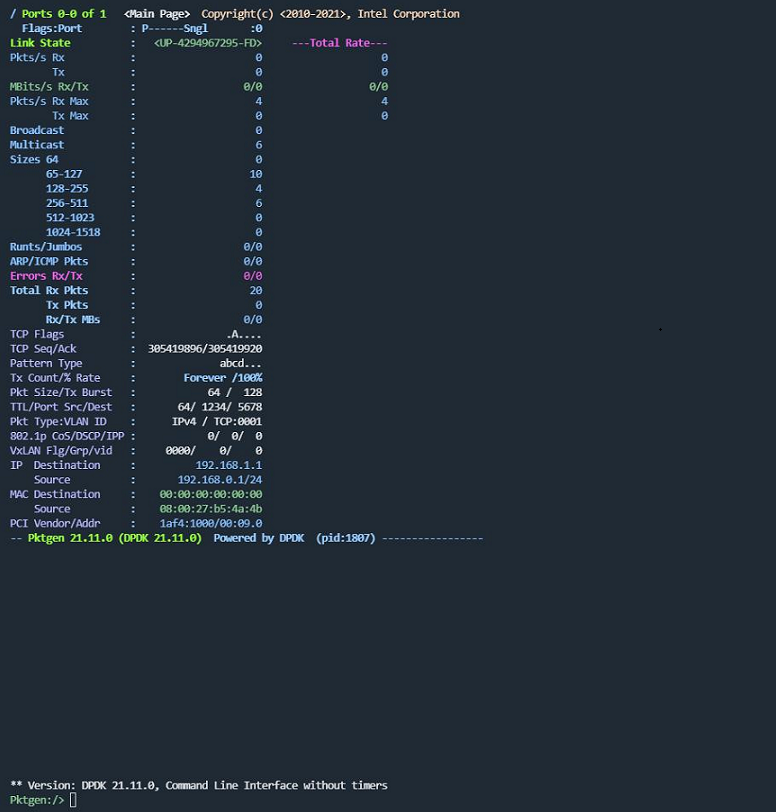 / Ports 0-0 of 1   <Main Page>  Copyright(c) <2010-2021>, Intel Corporation
  Flags:Port        : P------Sngl       :0
Link State          :   <UP-4294967295-FD>     ---Total Rate---
Pkts/s Rx           :                    0                    0
       Tx           :                    0                    0
MBits/s Rx/Tx       :                  0/0                  0/0
Pkts/s Rx Max       :                    4                    4
       Tx Max       :                    0                    0
Broadcast           :                    0
Multicast           :                    6
Sizes 64            :                    0
      65-127        :                   10
      128-255       :                    4
      256-511       :                    6
      512-1023      :                    0
      1024-1518     :                    0
Runts/Jumbos        :                  0/0
ARP/ICMP Pkts       :                  0/0
Errors Rx/Tx        :                  0/0
Total Rx Pkts       :                   20
      Tx Pkts       :                    0
      Rx/Tx MBs     :                  0/0
TCP Flags           :               .A....
TCP Seq/Ack         :  305419896/305419920
Pattern Type        :              abcd...
Tx Count/% Rate     :        Forever /100%
Pkt Size/Tx Burst   :            64 /  128
TTL/Port Src/Dest   :       64/ 1234/ 5678
Pkt Type:VLAN ID    :      IPv4 / TCP:0001
802.1p CoS/DSCP/IPP :            0/  0/  0
VxLAN Flg/Grp/vid   :     0000/    0/    0
IP  Destination     :          192.168.1.1
    Source          :       192.168.0.1/24
MAC Destination     :    00:00:00:00:00:00
    Source          :    08:00:27:b5:4a:4b
PCI Vendor/Addr     :    1af4:1000/00:09.0
-- Pktgen 21.11.0 (DPDK 21.11.0)  Powered by DPDK  (pid:1807) -----------------
** Version: DPDK 21.11.0, Command Line Interface without timers
Pktgen:/>